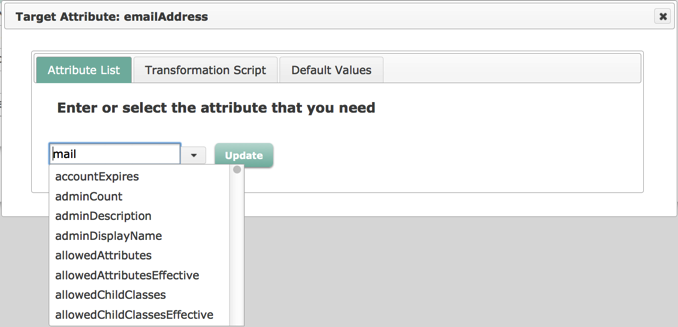 Target Attribute: emailAddress
Attribute List Transformation Script Default Values
Enter or select the attribute that you need
mail Update
accountExpires
adminCount
adminDescription
adminDisplayName
allowedAttributes
allowedAttributesEffective
allowedChildClasses
allowedChildClassesEffective